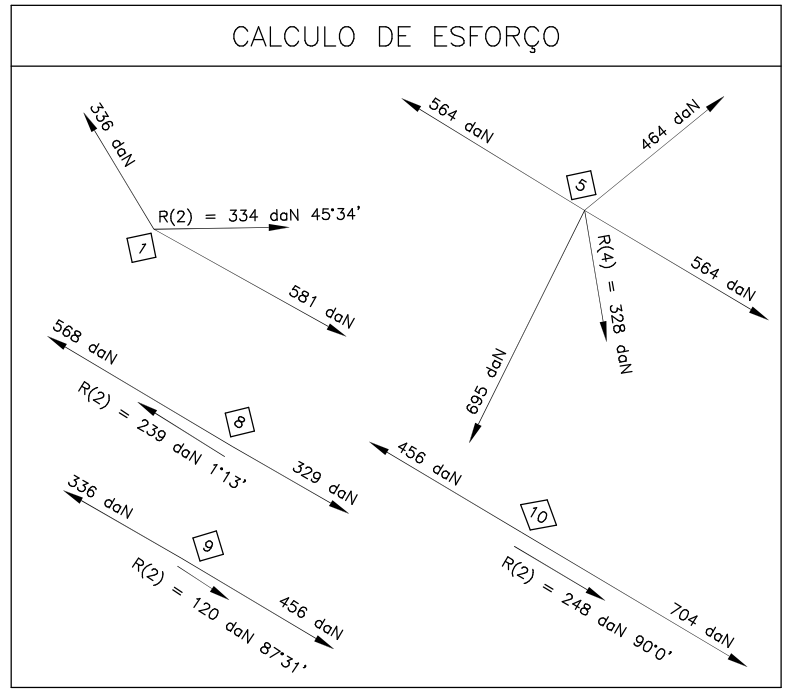 CALCULO DE ESFORÇO
336 daN
R(2) = 334 daN 45°34'
1
581 daN
564 daN
464 daN
5
564 daN
R(4) = 328 daN
695 daN
568 daN
8
R(2) = 239 daN 1°13'
329 daN
336 daN
9
R(2) = 120 daN 87°31'
456 daN
456 daN
10
R(2) = 248 daN 90°0'
704 daN